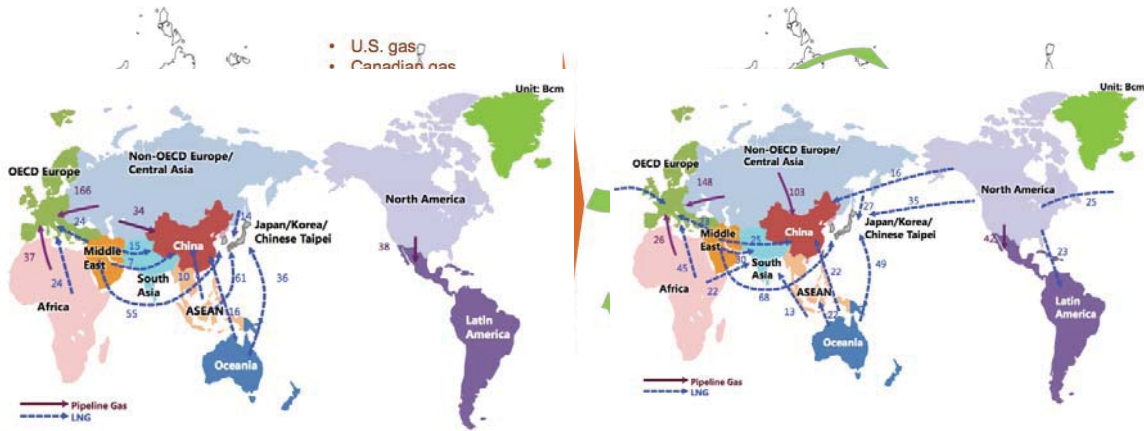 • U.S. gas
• Canadian gas
Unit: Bcm
OECD Europe
Non-OECD Europe/
Central Asia
North America
166
24
34
14
Japan/Korea/
Chinese Taipei
China
38
Middle
East
15
7
37
24
South
Asia
10
61
36
55
Africa
ASEAN
16
Latin
America
Oceania
Pipeline Gas
LNG
Unit: Bcm
OECD Europe
Non-OECD Europe/
Central Asia
North America
148
103
16
35
25
27
Japan/Korea/
Chinese Taipei
China
42
23
Middle
East
25
26
45
South
Asia
22
49
Africa
22
68
ASEAN
13
22
Latin
America
Oceania
Pipeline Gas
LNG